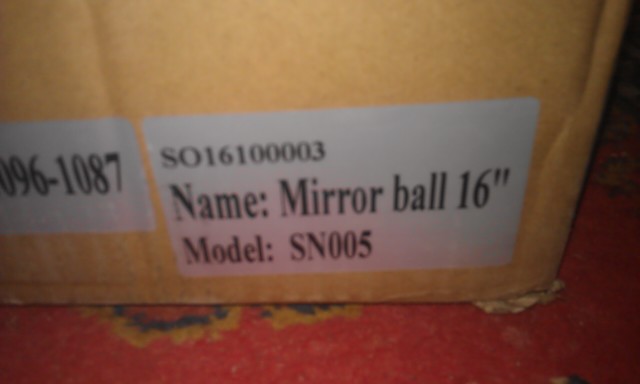 096-1087
SO16100003
Name: Mirror ball 16"
Model: SN005